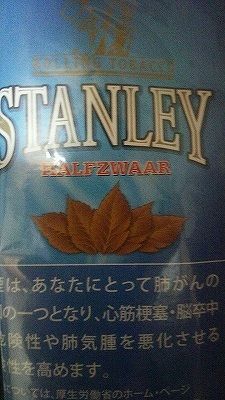 ROLLING TOBACCO
STANLEY
HALFZWAAR
は、あなたにとって肺がんの
の一つとなり、心筋梗塞・脳卒中
険性や肺気腫を悪化させる
性を高めます。
ついては、厚生労働省のホーム・ページ